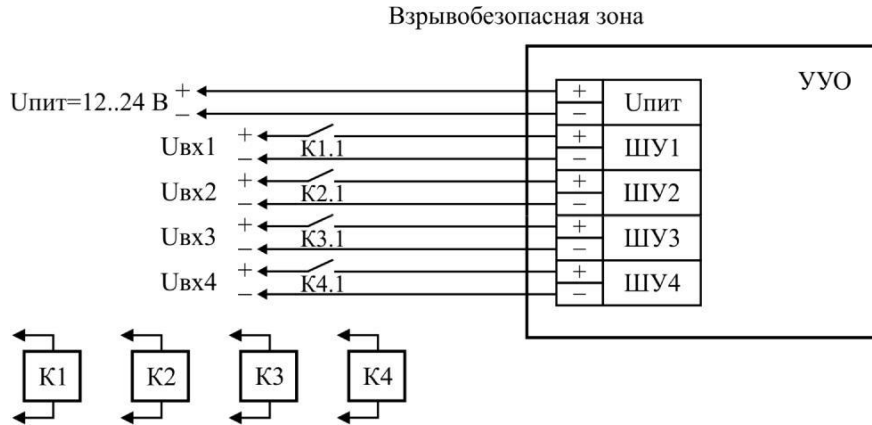 Взрывобезопасная зона
УУО
Uпит=12..24 В + − + − Uпит
Uвх1 + − К1.1 + − ШУ1
Uвх2 + − К2.1 + − ШУ2
Uвх3 + − К3.1 + − ШУ3
Uвх4 + − К4.1 + − ШУ4
К1 К2 К3 К4